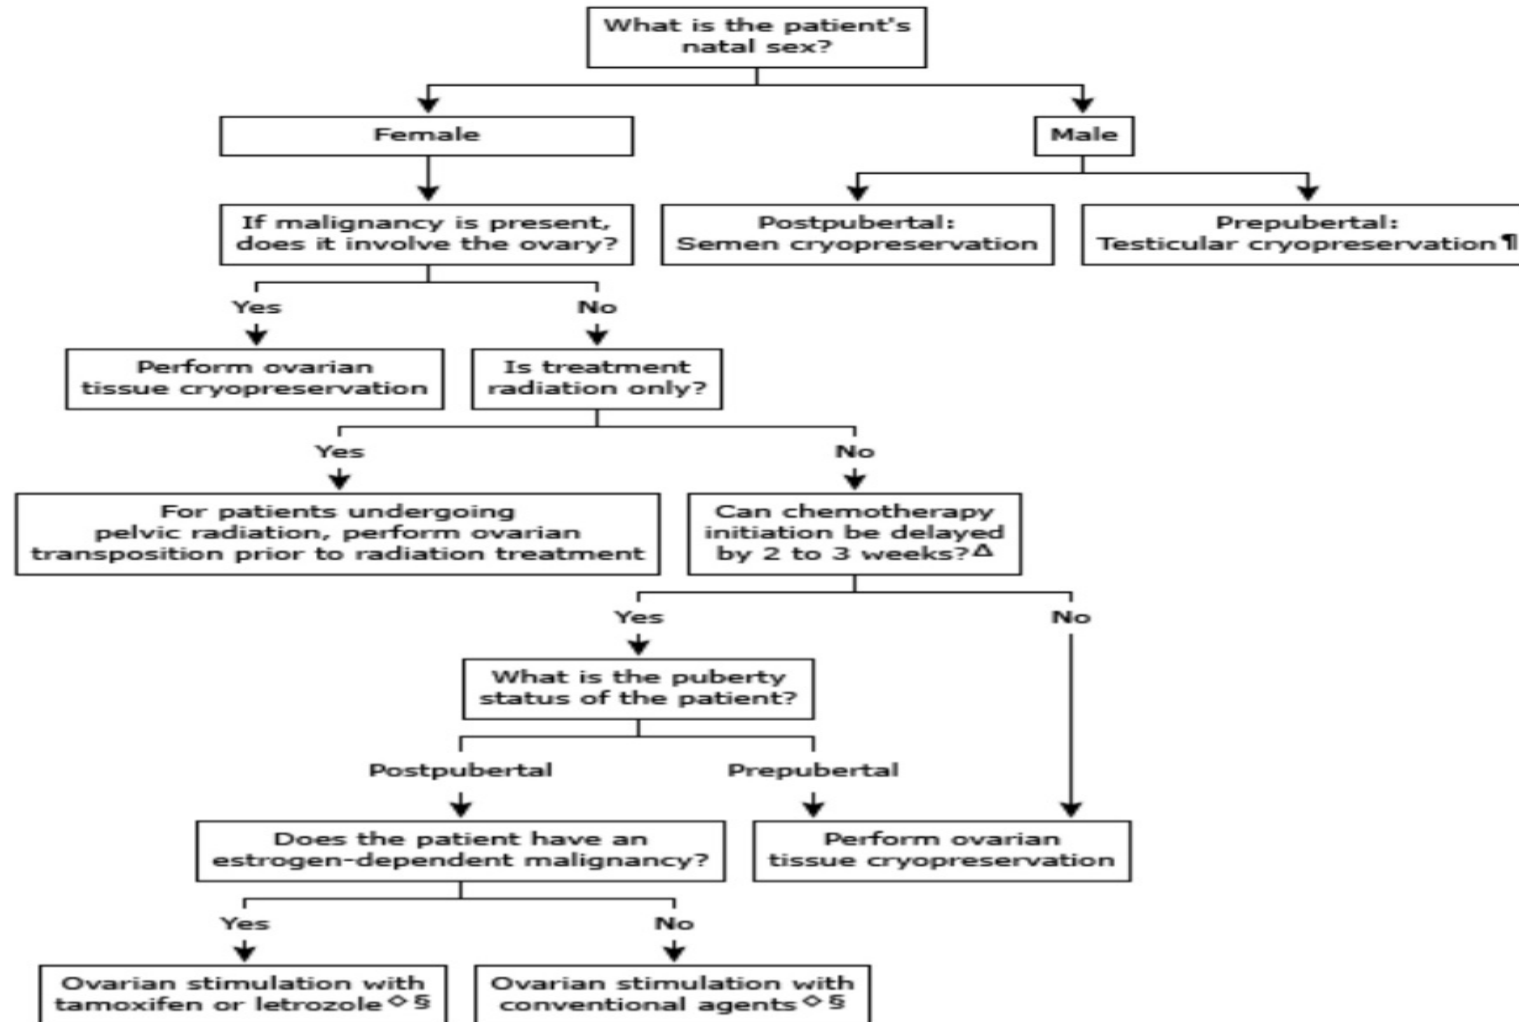 What is the patient's
natal sex?
Female
Male
If malignancy is present,
does it involve the ovary?
Postpubertal:
Semen cryopreservation
Prepubertal:
Testicular cryopreservation¶
Yes
No
Perform ovarian
tissue cryopreservation
Is treatment
radiation only?
Yes
No
For patients undergoing
pelvic radiation, perform ovarian
transposition prior to radiation treatment
Can chemotherapy
initiation be delayed
by 2 to 3 weeks?Δ
Yes
No
What is the puberty
status of the patient?
Postpubertal
Prepubertal
Does the patient have an
estrogen-dependent malignancy?
Perform ovarian
tissue cryopreservation
Yes
No
Ovarian stimulation with
tamoxifen or letrozole◇§
Ovarian stimulation with
conventional agents◇§